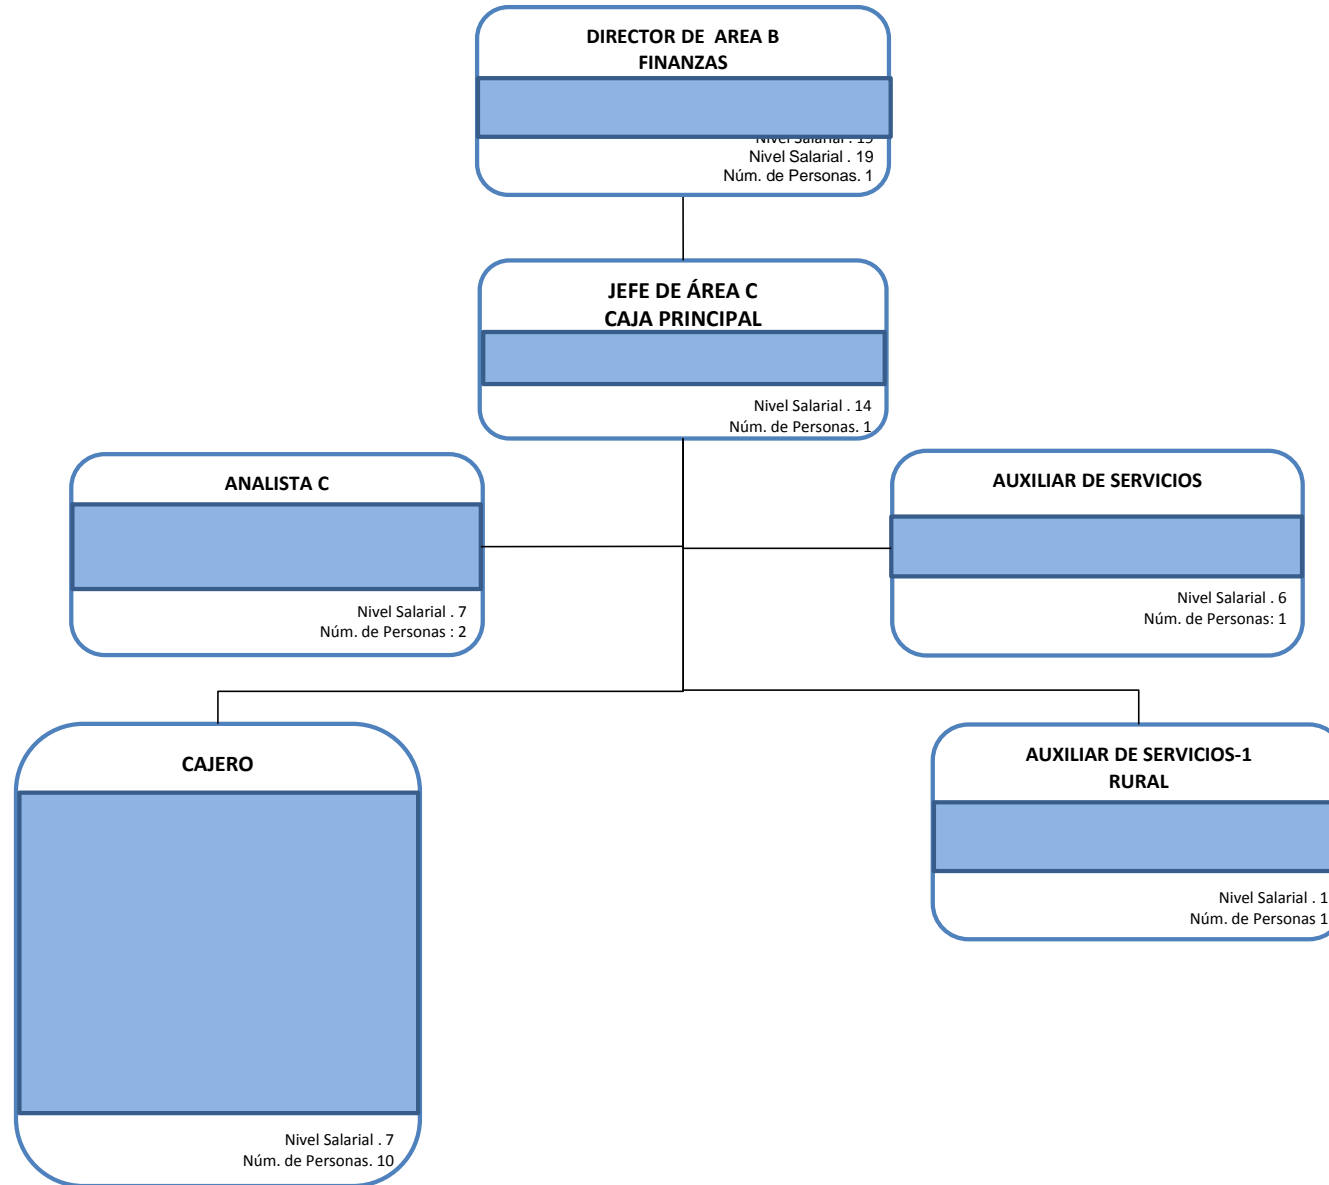 DIRECTOR DE AREA B
FINANZAS
Nivel Salarial . 19
Nivel Salarial . 19
Núm. de Personas. 1
JEFE DE ÁREA C
CAJA PRINCIPAL
Nivel Salarial . 14
Núm. de Personas. 1
ANALISTA C
Nivel Salarial . 7
Núm. de Personas : 2
AUXILIAR DE SERVICIOS
Nivel Salarial . 6
Núm. de Personas: 1
CAJERO
Nivel Salarial . 7
Núm. de Personas. 10
AUXILIAR DE SERVICIOS-1
RURAL
Nivel Salarial . 1
Núm. de Personas 1